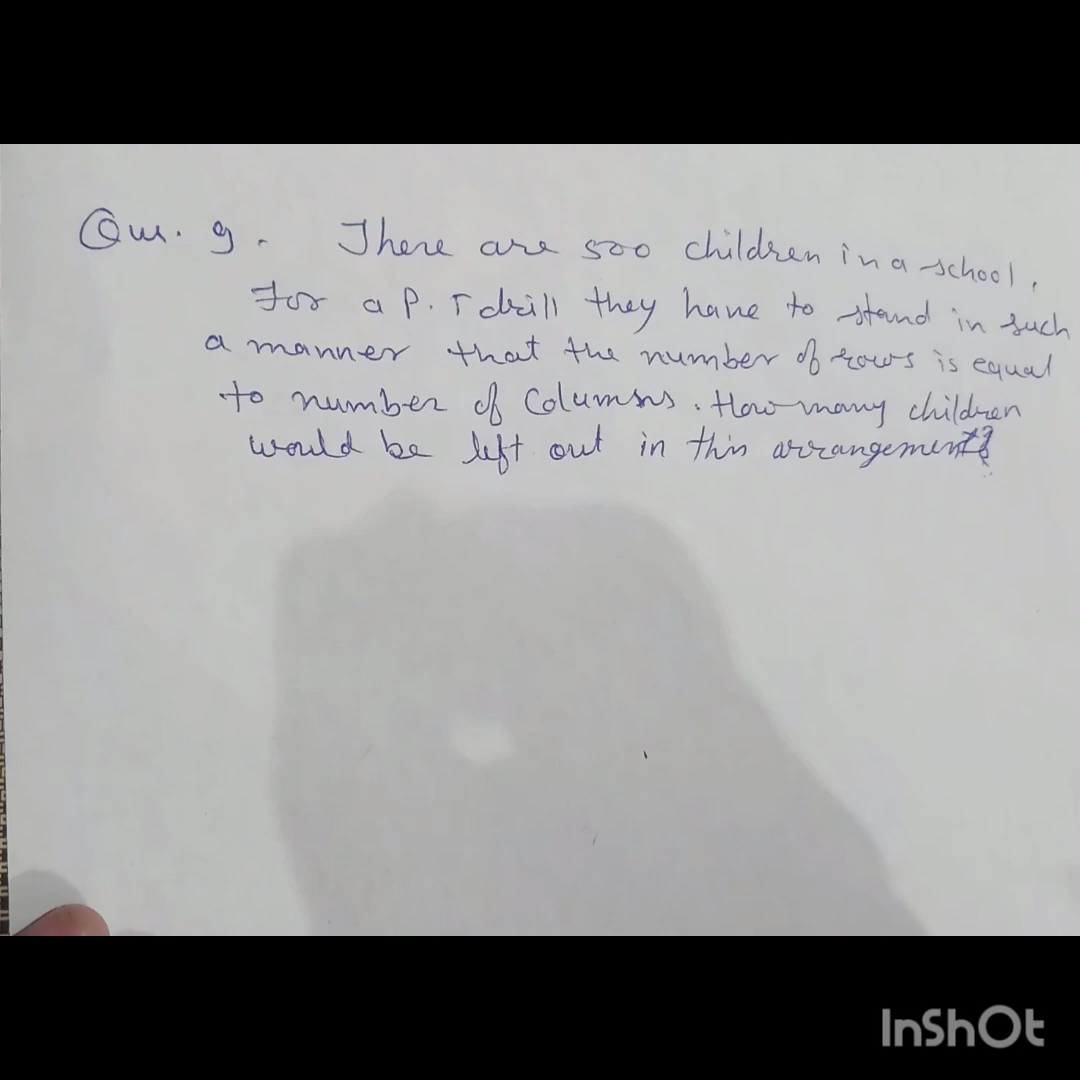 Que. 9. There are 500 children in a school.
For a P.T drill they have to stand in such
a manner that the number of rows is equal
to number of Columns. How many children
would be left out in this arrangement?
InShOt